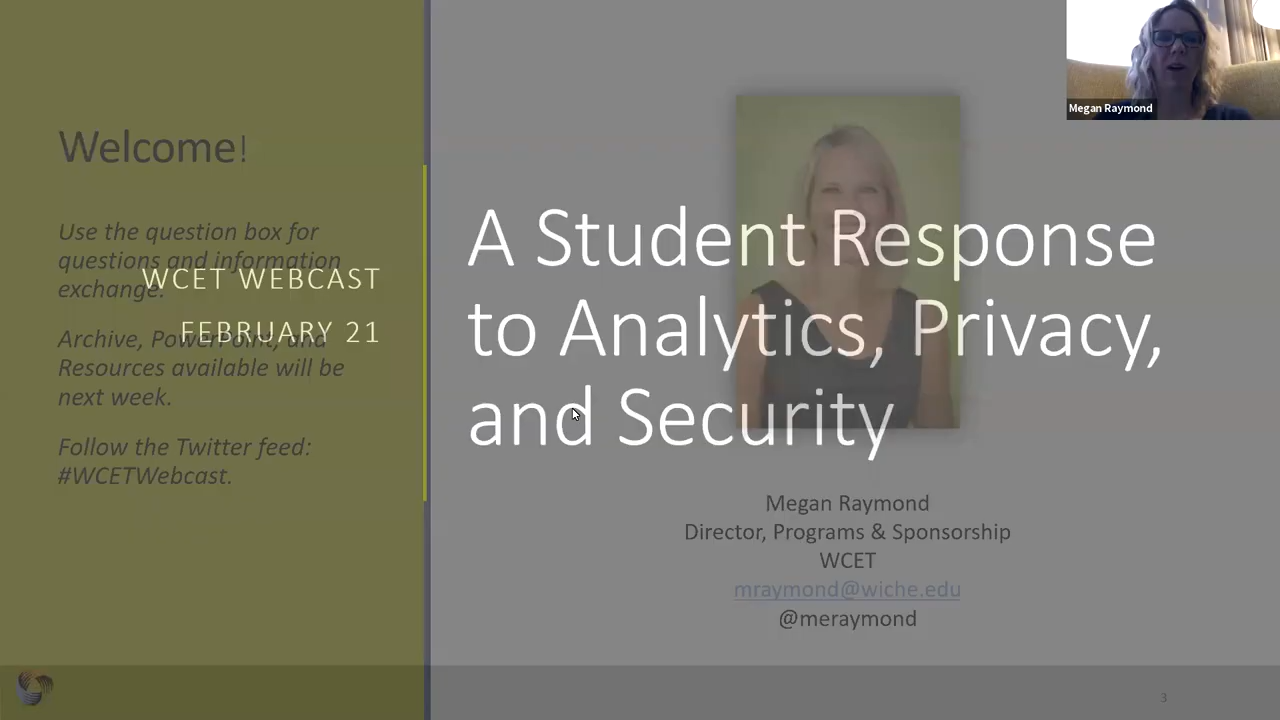 Megan Raymond
Welcome!
Use the question box for
questions and information
exchange.
Archive, PowerPoint, and
Resources available will be
next week.
Follow the Twitter feed:
#WCETWebcast.
WCET WEBCAST
FEBRUARY 21
A Student Response
to Analytics, Privacy,
and Security
Megan Raymond
Director, Programs & Sponsorship
WCET
mraymond@wiche.edu
@meraymond
3